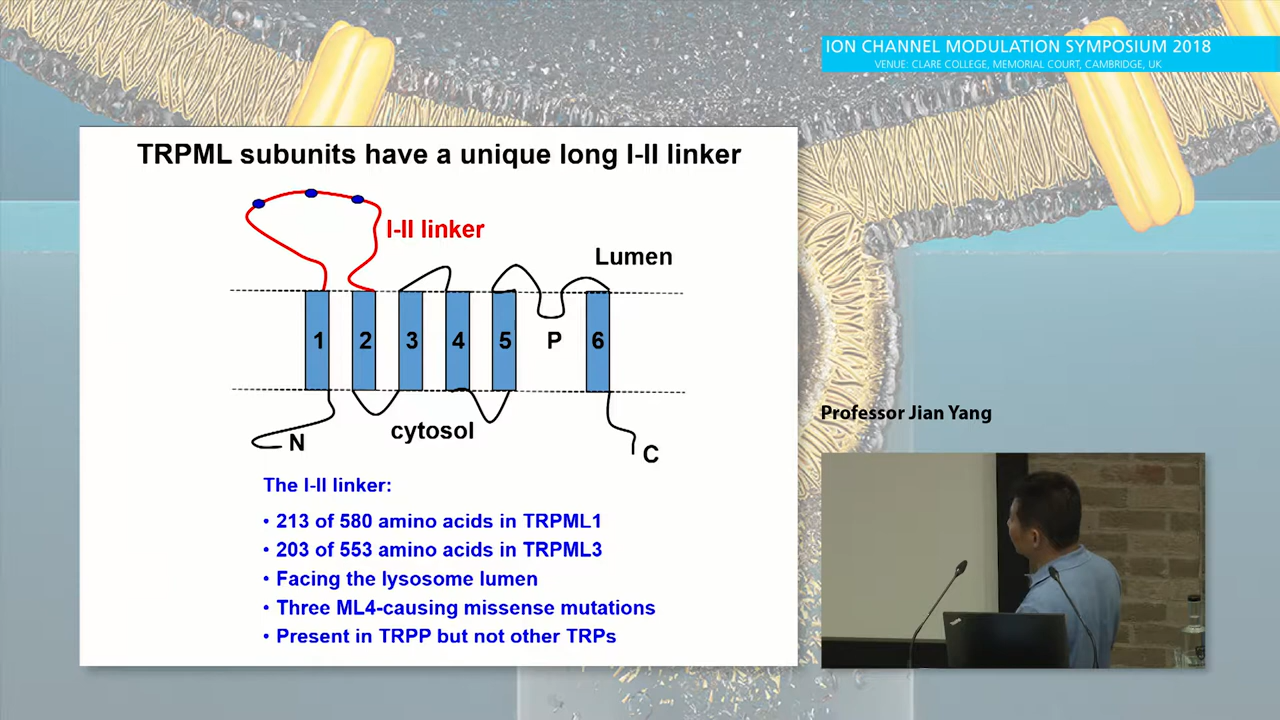 ION CHANNEL MODULATION SYMPOSIUM 2018
VENUE: CLARE COLLEGE, MEMORIAL COURT, CAMBRIDGE, UK
TRPML subunits have a unique long I-II linker
I-II linker
Lumen
1 2 3 4 5 P 6
cytosol
N
C
The I-II linker:
• 213 of 580 amino acids in TRPML1
• 203 of 553 amino acids in TRPML3
• Facing the lysosome lumen
• Three ML4-causing missense mutations
• Present in TRPP but not other TRPs
Professor Jian Yang